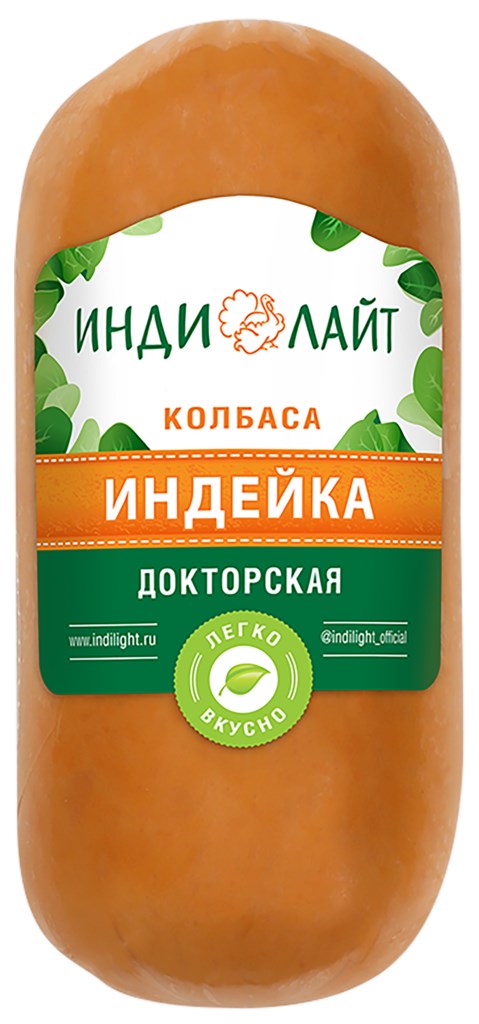 ИНДИ ЛАЙТ
КОЛБАСА
ИНДЕЙКА
ДОКТОРСКАЯ
www.indilight.ru
@indilight_official
ЛЕГКО
ВКУСНО